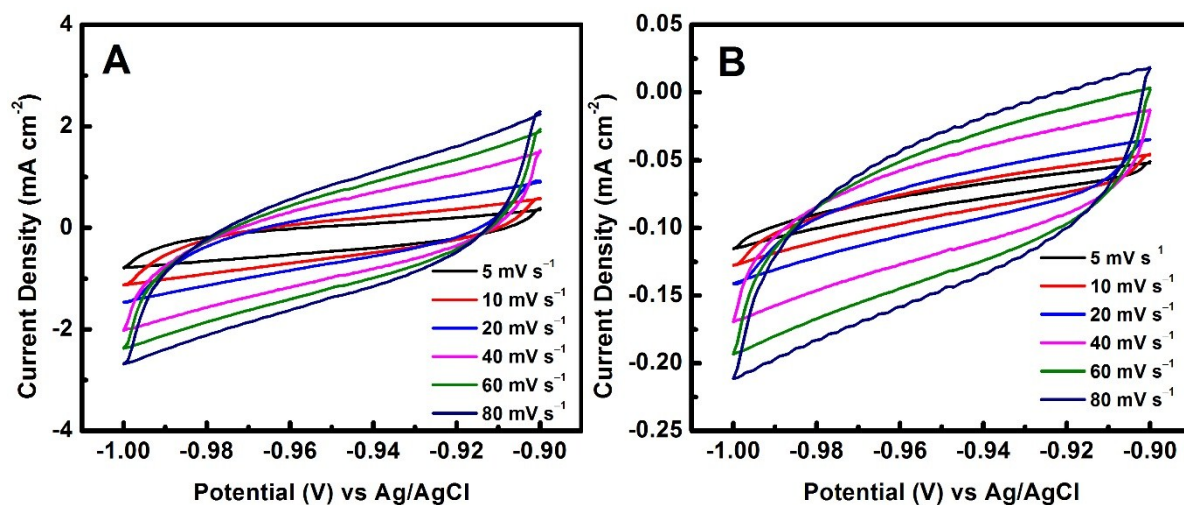 A
Current Density (mA cm⁻²)
4
2
0
-2
-4
5 mV s⁻¹
10 mV s⁻¹
20 mV s⁻¹
40 mV s⁻¹
60 mV s⁻¹
80 mV s⁻¹
-1.00 -0.98 -0.96 -0.94 -0.92 -0.90
Potential (V) vs Ag/AgCl
B
Current Density (mA cm⁻²)
0.05
0.00
-0.05
-0.10
-0.15
-0.20
-0.25
5 mV s ¹
10 mV s⁻¹
20 mV s⁻¹
40 mV s⁻¹
60 mV s⁻¹
80 mV s⁻¹
-1.00 -0.98 -0.96 -0.94 -0.92 -0.90
Potential (V) vs Ag/AgCl